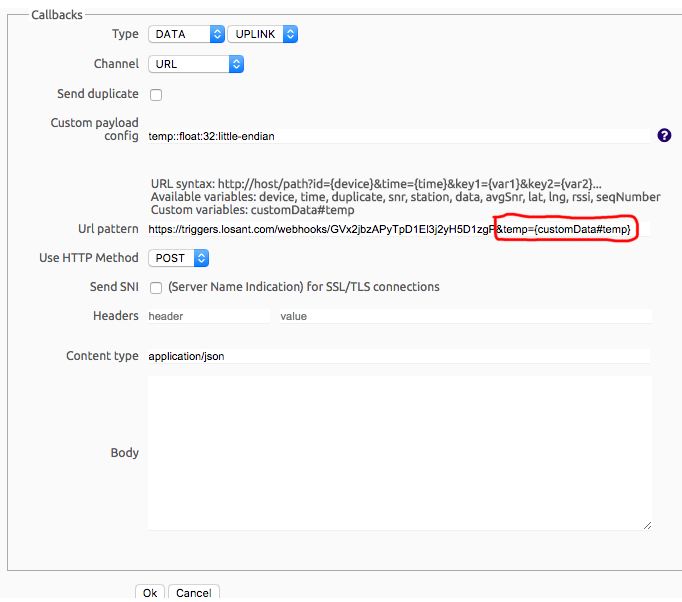 Callbacks
Type DATA UPLINK
Channel URL
Send duplicate
Custom payload
config temp::float:32:little-endian
?
URL syntax: http://host/path?id={device}&time={time}&key1={var1}&key2={var2}...
Available variables: device, time, duplicate, snr, station, data, avgSnr, lat, lng, rssi, seqNumber
Custom variables: customData#temp
Url pattern https://triggers.losant.com/webhooks/GVx2jbzAPyTpD1El3j2yH5D1zgF&temp={customData#temp}
Use HTTP Method POST
Send SNI (Server Name Indication) for SSL/TLS connections
Headers header value
Content type application/json
Body
Ok Cancel